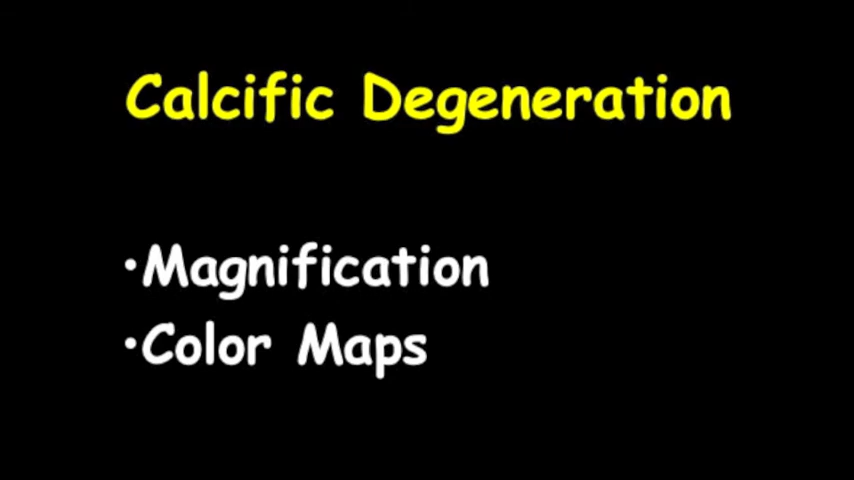 Calcific Degeneration
•Magnification
•Color Maps